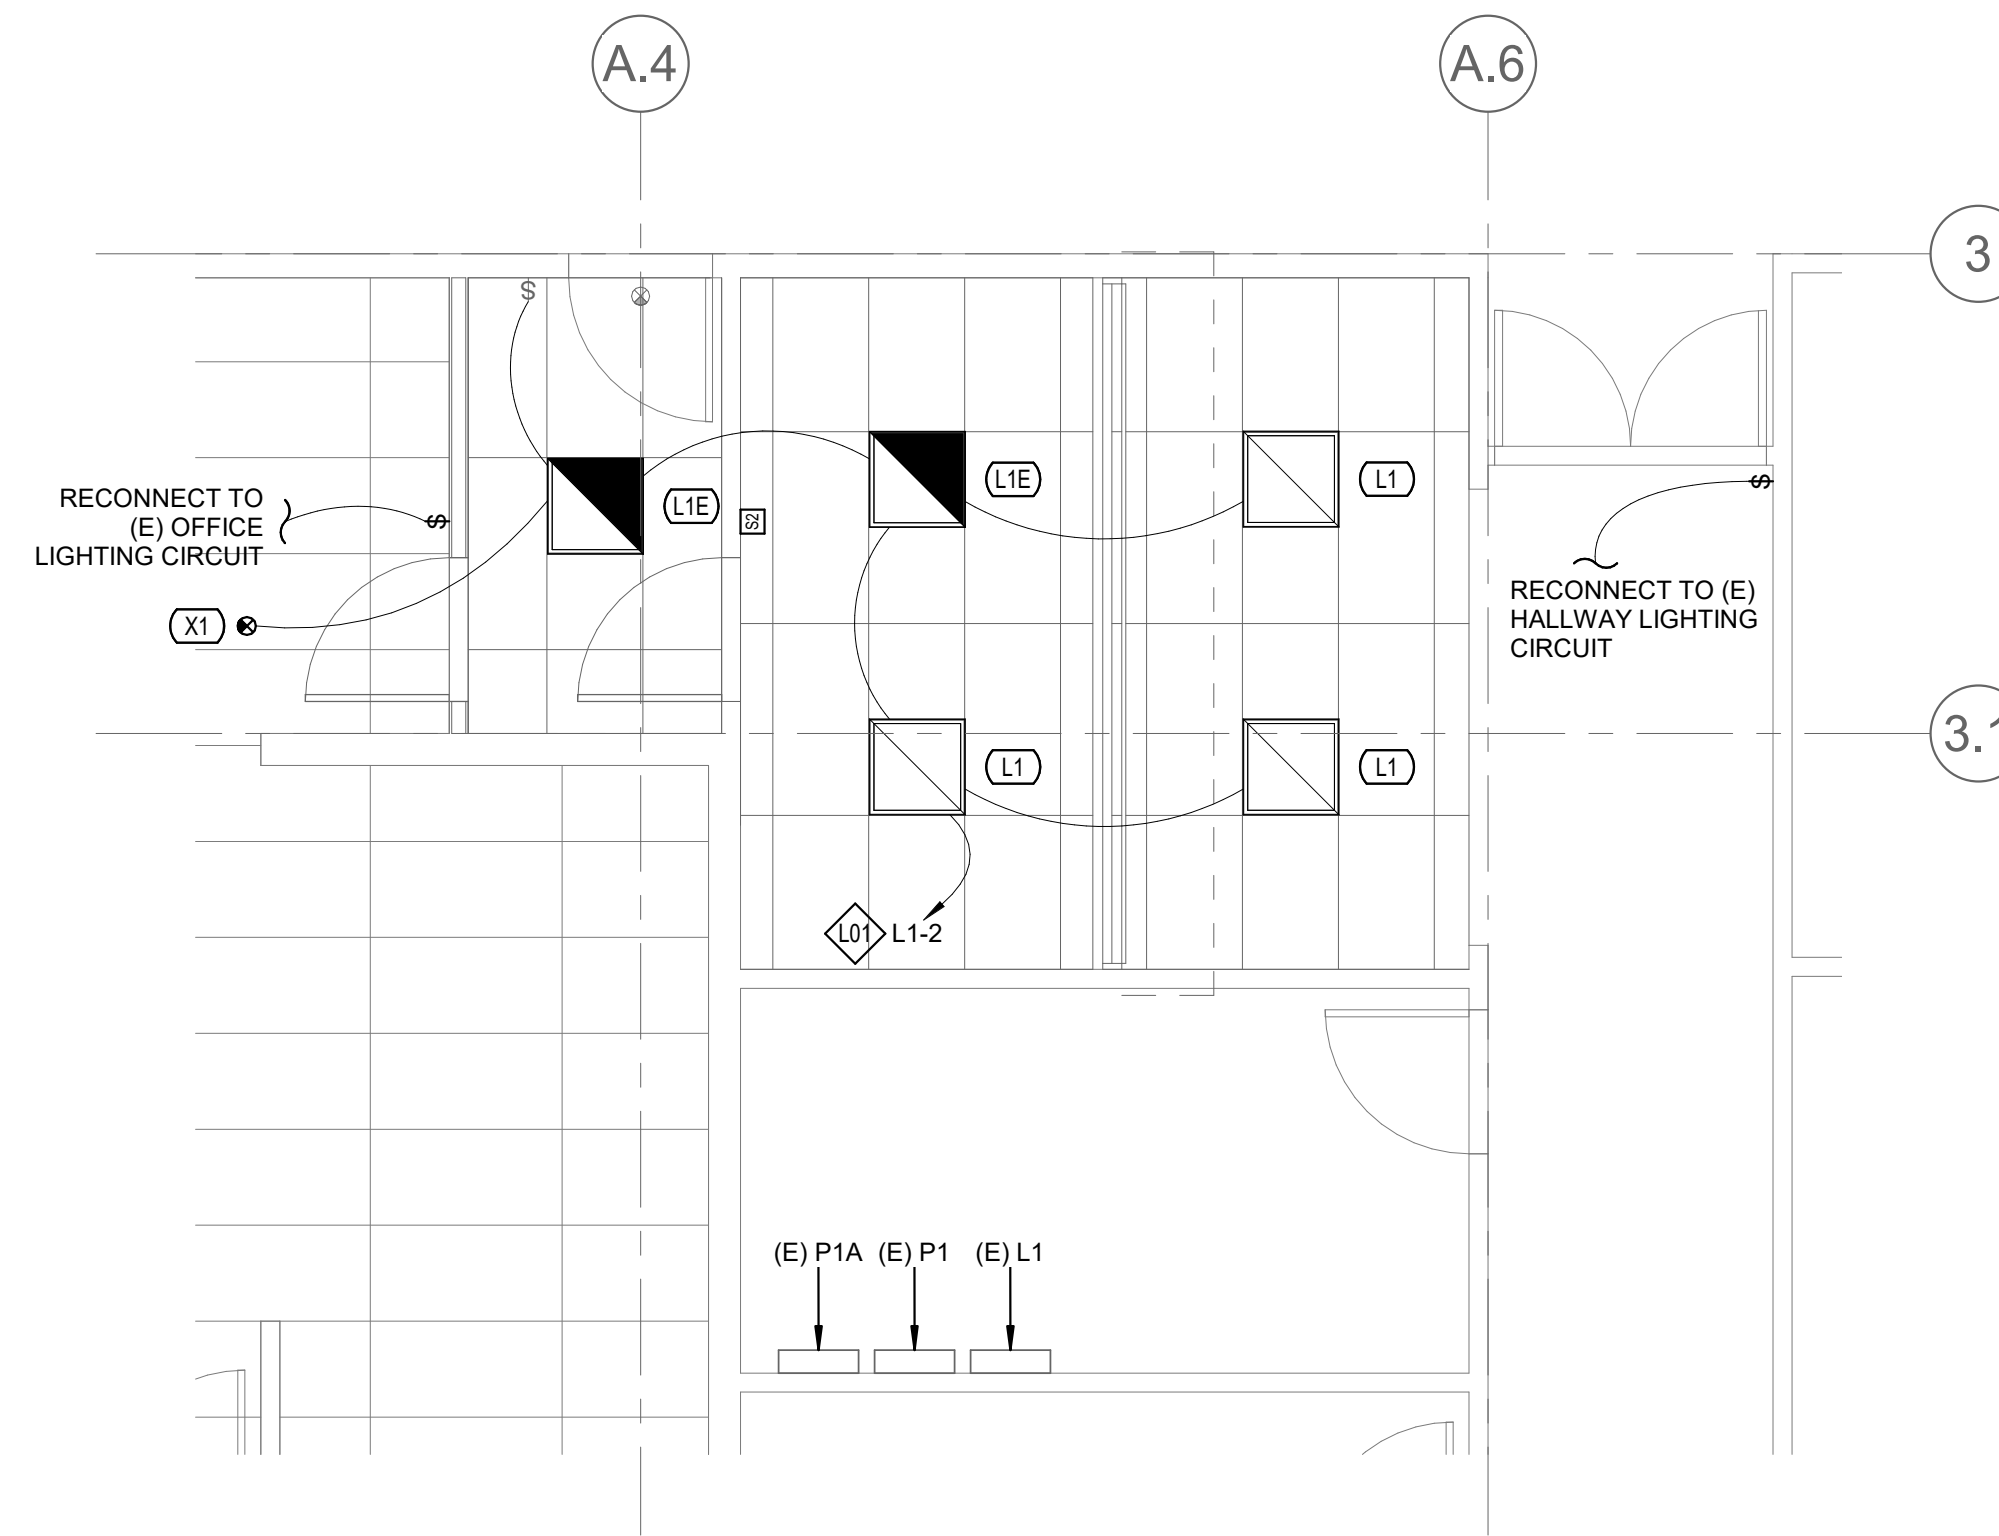 A.4
A.6
3
$
RECONNECT TO
(E) OFFICE
LIGHTING CIRCUIT
$
L1E
S2
L1E
L1
$
X1
RECONNECT TO (E)
HALLWAY LIGHTING
CIRCUIT
3.1
L1
L1
L01 L1-2
(E) P1A (E) P1 (E) L1